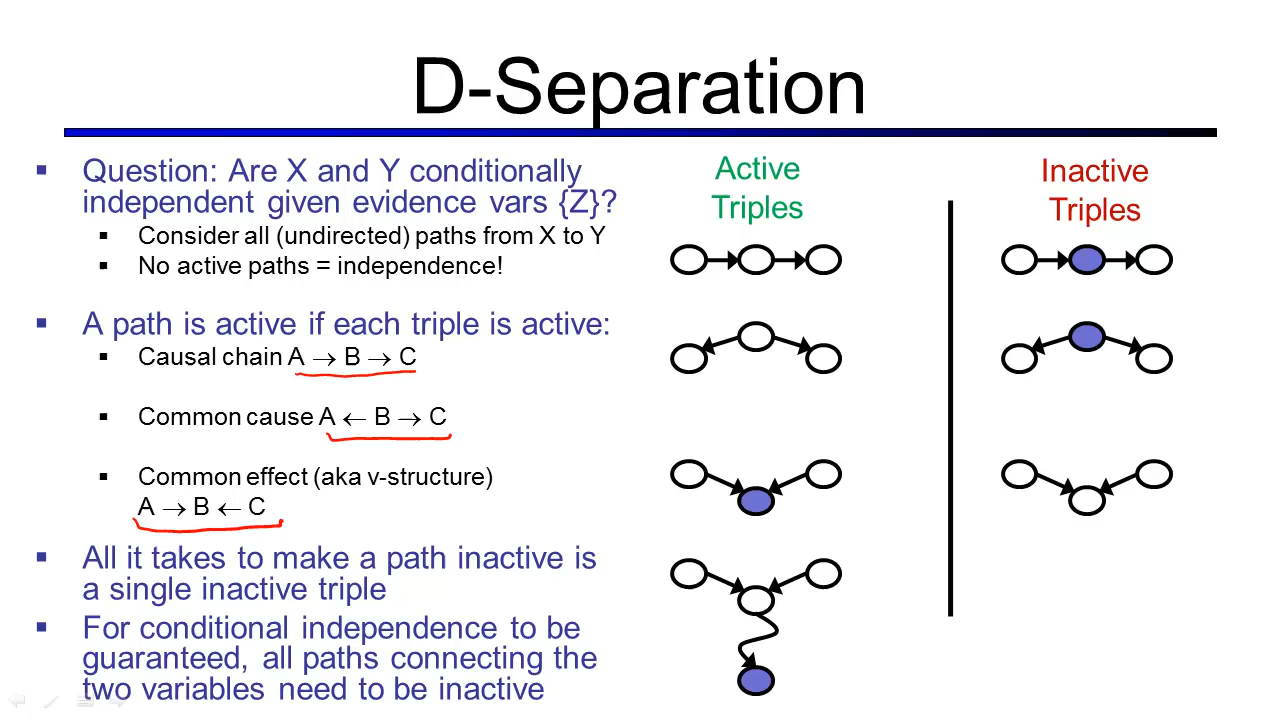 D-Separation
▪ Question: Are X and Y conditionally
independent given evidence vars {Z}?
▪ Consider all (undirected) paths from X to Y
▪ No active paths = independence!
▪ A path is active if each triple is active:
▪ Causal chain A → B → C
▪ Common cause A ← B → C
▪ Common effect (aka v-structure)
A → B ← C
▪ All it takes to make a path inactive is
a single inactive triple
▪ For conditional independence to be
guaranteed, all paths connecting the
two variables need to be inactive
Active
Triples
Inactive
Triples